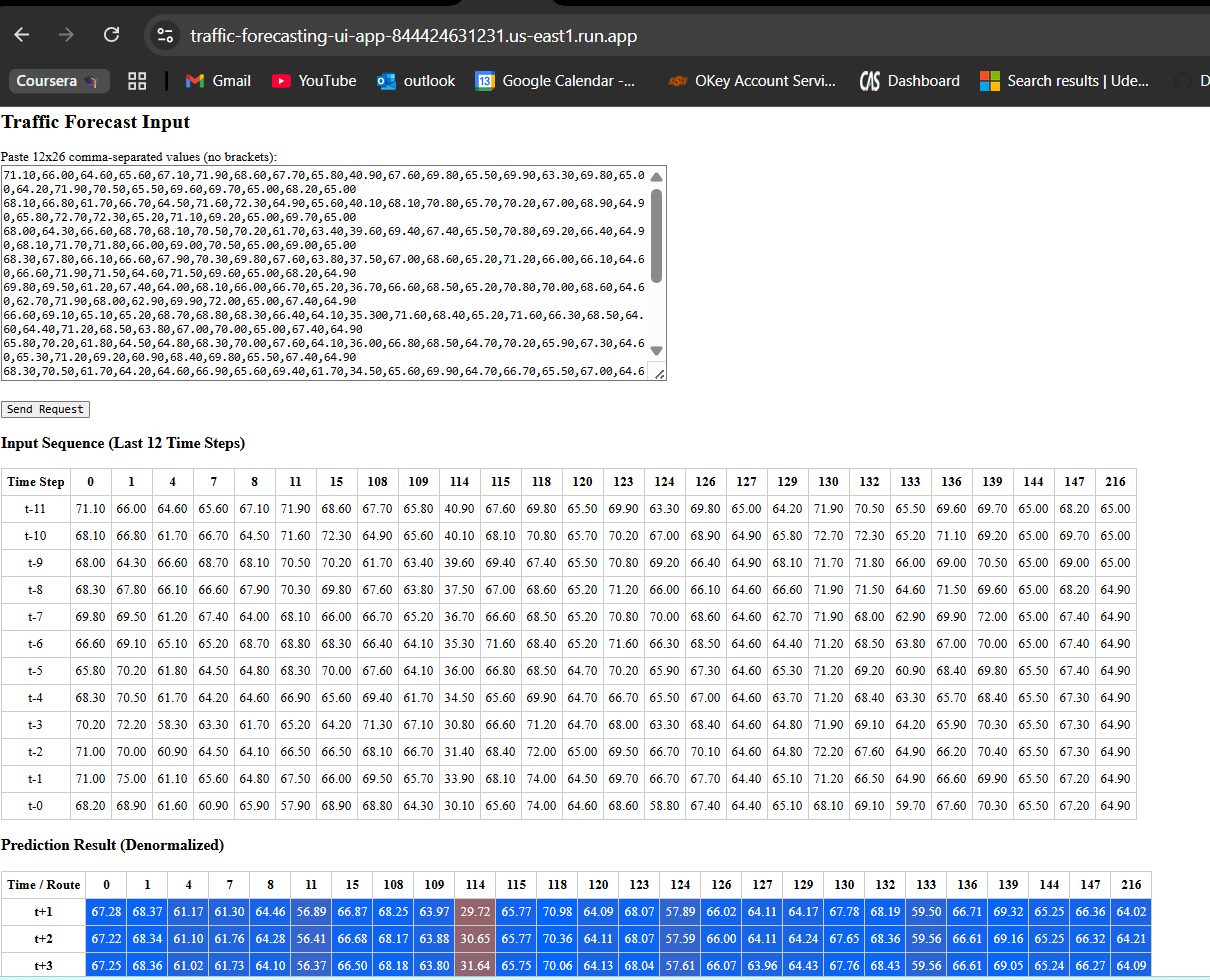 traffic-forecasting-ui-app-844424631231.us-east1.run.app
Coursera Gmail YouTube outlook 13 Google Calendar -... OKey Account Servi... CAS Dashboard Search results | Ude... D
Traffic Forecast Input
Paste 12x26 comma-separated values (no brackets):
71.10,66.00,64.60,65.60,67.10,71.90,68.60,67.70,65.80,40.90,67.60,69.80,65.50,69.90,63.30,69.80,65.0
0,64.20,71.90,70.50,65.50,69.60,69.70,65.00,68.20,65.00
68.10,66.80,61.70,66.70,64.50,71.60,72.30,64.90,65.60,40.10,68.10,70.80,65.70,70.20,67.00,68.90,64.9
0,65.80,72.70,72.30,65.20,71.10,69.20,65.00,69.70,65.00
68.00,64.30,66.60,68.70,68.10,70.50,70.20,61.70,63.40,39.60,69.40,67.40,65.50,70.80,69.20,66.40,64.9
0,68.10,71.70,71.80,66.00,69.00,70.50,65.00,69.00,65.00
68.30,67.80,66.10,66.60,67.90,70.30,69.80,67.60,63.80,37.50,67.00,68.60,65.20,71.20,66.00,66.10,64.6
0,66.60,71.90,71.50,64.60,71.50,69.60,65.00,68.20,64.90
69.80,69.50,61.20,67.40,64.00,68.10,66.00,66.70,65.20,36.70,66.60,68.50,65.20,70.80,70.00,68.60,64.6
0,62.70,71.90,68.00,62.90,69.90,72.00,65.00,67.40,64.90
66.60,69.10,65.10,65.20,68.70,68.80,68.30,66.40,64.10,35.300,71.60,68.40,65.20,71.60,66.30,68.50,64.
60,64.40,71.20,68.50,63.80,67.00,70.00,65.00,67.40,64.90
65.80,70.20,61.80,64.50,64.80,68.30,70.00,67.60,64.10,36.00,66.80,68.50,64.70,70.20,65.90,67.30,64.6
0,65.30,71.20,69.20,60.90,68.40,69.80,65.50,67.40,64.90
68.30,70.50,61.70,64.20,64.60,66.90,65.60,69.40,61.70,34.50,65.60,69.90,64.70,66.70,65.50,67.00,64.6
Send Request
Input Sequence (Last 12 Time Steps)
Time Step 0 1 4 7 8 11 15 108 109 114 115 118 120 123 124 126 127 129 130 132 133 136 139 144 147 216
t-11 71.10 66.00 64.60 65.60 67.10 71.90 68.60 67.70 65.80 40.90 67.60 69.80 65.50 69.90 63.30 69.80 65.00 64.20 71.90 70.50 65.50 69.60 69.70 65.00 68.20 65.00
t-10 68.10 66.80 61.70 66.70 64.50 71.60 72.30 64.90 65.60 40.10 68.10 70.80 65.70 70.20 67.00 68.90 64.90 65.80 72.70 72.30 65.20 71.10 69.20 65.00 69.70 65.00
t-9 68.00 64.30 66.60 68.70 68.10 70.50 70.20 61.70 63.40 39.60 69.40 67.40 65.50 70.80 69.20 66.40 64.90 68.10 71.70 71.80 66.00 69.00 70.50 65.00 69.00 65.00
t-8 68.30 67.80 66.10 66.60 67.90 70.30 69.80 67.60 63.80 37.50 67.00 68.60 65.20 71.20 66.00 66.10 64.60 66.60 71.90 71.50 64.60 71.50 69.60 65.00 68.20 64.90
t-7 69.80 69.50 61.20 67.40 64.00 68.10 66.00 66.70 65.20 36.70 66.60 68.50 65.20 70.80 70.00 68.60 64.60 62.70 71.90 68.00 62.90 69.90 72.00 65.00 67.40 64.90
t-6 66.60 69.10 65.10 65.20 68.70 68.80 68.30 66.40 64.10 35.30 71.60 68.40 65.20 71.60 66.30 68.50 64.60 64.40 71.20 68.50 63.80 67.00 70.00 65.00 67.40 64.90
t-5 65.80 70.20 61.80 64.50 64.80 68.30 70.00 67.60 64.10 36.00 66.80 68.50 64.70 70.20 65.90 67.30 64.60 65.30 71.20 69.20 60.90 68.40 69.80 65.50 67.40 64.90
t-4 68.30 70.50 61.70 64.20 64.60 66.90 65.60 69.40 61.70 34.50 65.60 69.90 64.70 66.70 65.50 67.00 64.60 63.70 71.20 68.40 63.30 65.70 68.40 65.50 67.30 64.90
t-3 70.20 72.20 58.30 63.30 61.70 65.20 64.20 71.30 67.10 30.80 66.60 71.20 64.70 68.00 63.30 68.40 64.60 64.80 71.90 69.10 64.20 65.90 70.30 65.50 67.30 64.90
t-2 71.00 70.00 60.90 64.50 64.10 66.50 66.50 68.10 66.70 31.40 68.40 72.00 65.00 69.50 66.70 70.10 64.60 64.80 72.20 67.60 64.90 66.20 70.40 65.50 67.30 64.90
t-1 71.00 75.00 61.10 65.60 64.80 67.50 66.00 69.50 65.70 33.90 68.10 74.00 64.50 69.70 66.70 67.70 64.40 65.10 71.20 66.50 64.90 66.60 69.90 65.50 67.20 64.90
t-0 68.20 68.90 61.60 60.90 65.90 57.90 68.90 68.80 64.30 30.10 65.60 74.00 64.60 68.60 58.80 67.40 64.40 65.10 68.10 69.10 59.70 67.60 70.30 65.50 67.20 64.90
Prediction Result (Denormalized)
Time / Route 0 1 4 7 8 11 15 108 109 114 115 118 120 123 124 126 127 129 130 132 133 136 139 144 147 216
t+1 67.28 68.37 61.17 61.30 64.46 56.89 66.87 68.25 63.97 29.72 65.77 70.98 64.09 68.07 57.89 66.02 64.11 64.17 67.78 68.19 59.50 66.71 69.32 65.25 66.36 64.02
t+2 67.22 68.34 61.10 61.76 64.28 56.41 66.68 68.17 63.88 30.65 65.77 70.36 64.11 68.07 57.59 66.00 64.11 64.24 67.65 68.36 59.56 66.61 69.16 65.25 66.32 64.21
t+3 67.25 68.36 61.02 61.73 64.10 56.37 66.50 68.18 63.80 31.64 65.75 70.06 64.13 68.04 57.61 66.07 63.96 64.43 67.76 68.43 59.56 66.61 69.05 65.24 66.27 64.09